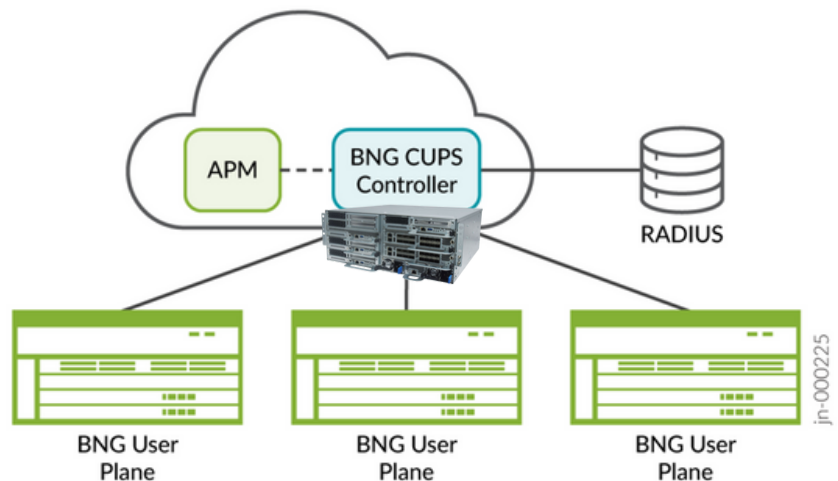 APM
BNG CUPS
Controller
RADIUS
BNG User
Plane
BNG User
Plane
BNG User
Plane
jn-000225